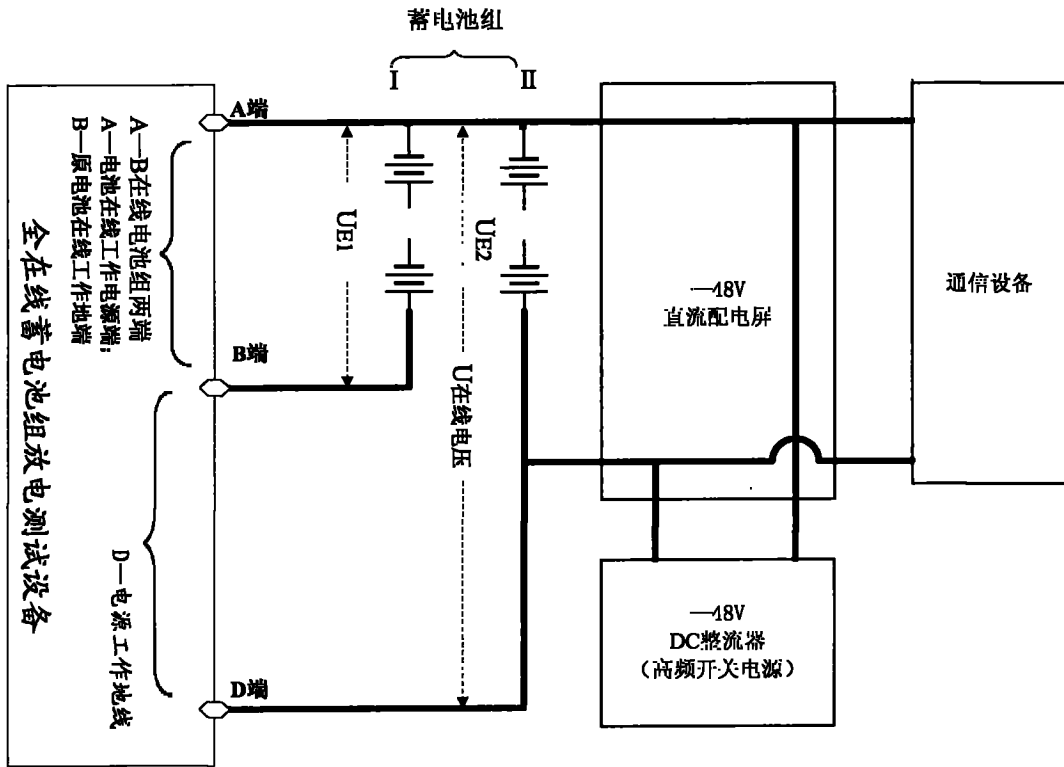 蓄电池组
I II
A端
A—B在线电池组两端
A—电池在线工作电源端;
B—原电池在线工作地端
全在线蓄电池组放电测试设备
UE1
UE2
—48V
直流配电屏
通信设备
B端
U在线电压
D—电源工作地线
—48V
DC整流器
(高频开关电源)
D端